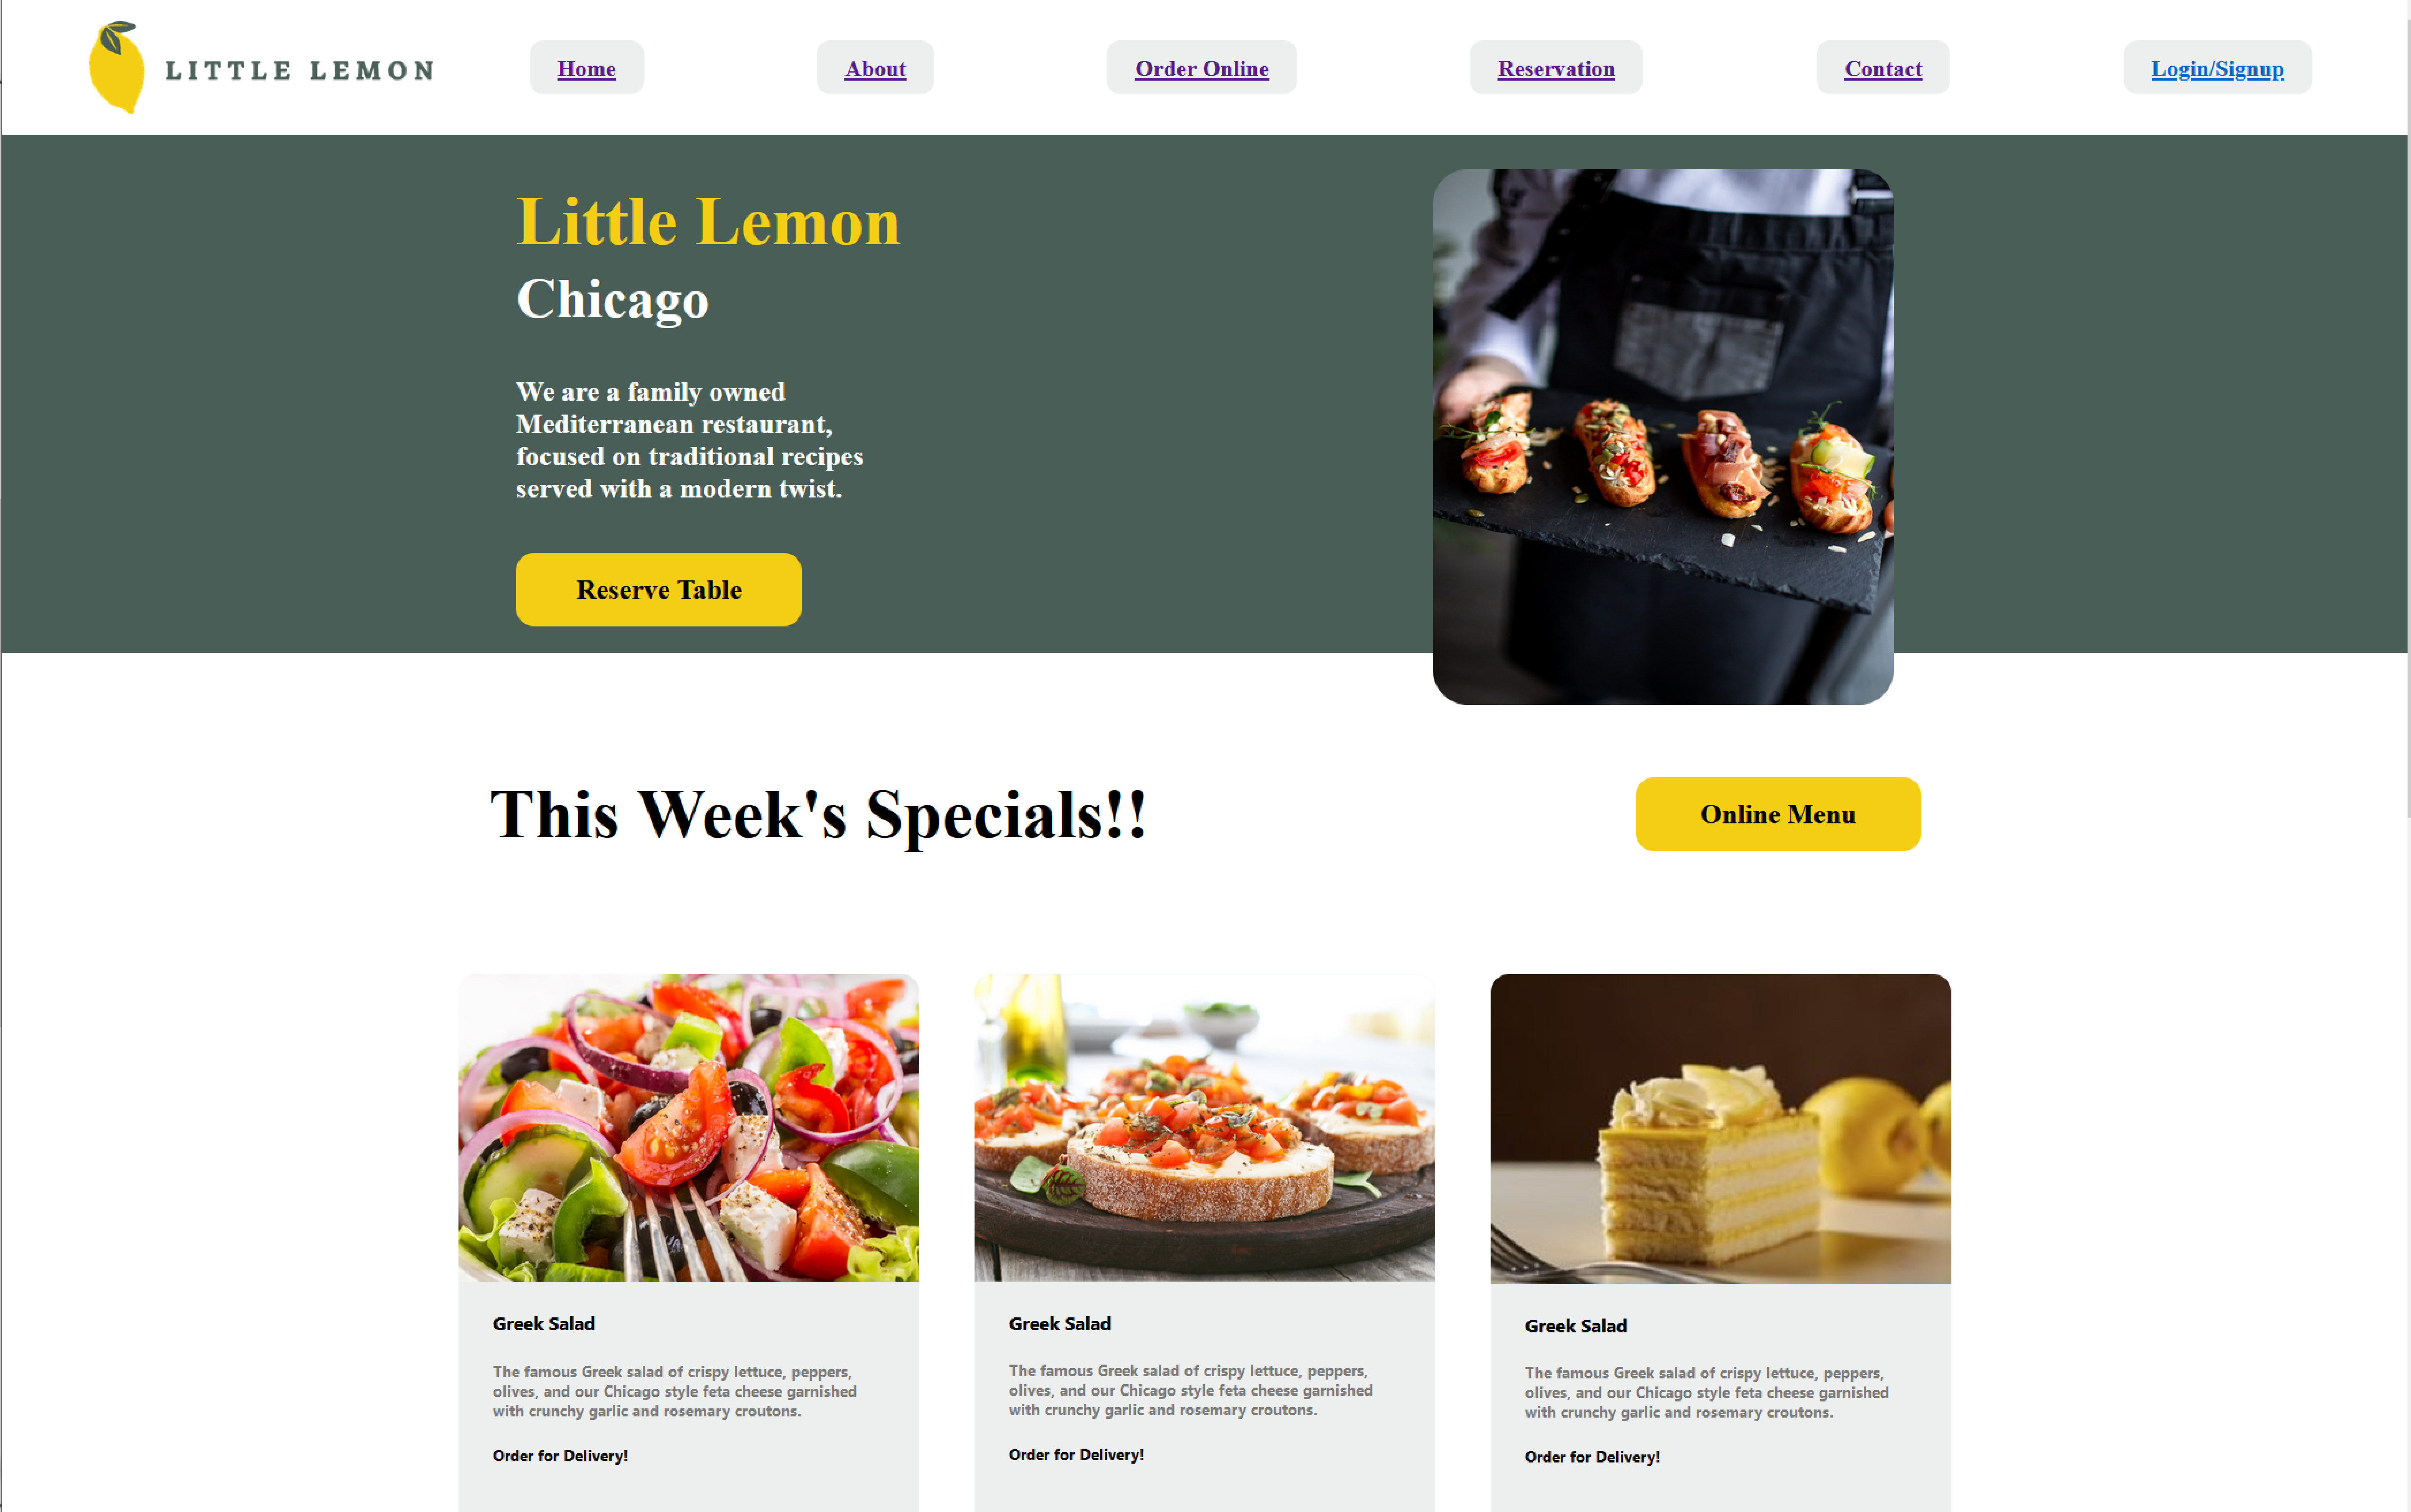 LITTLE LEMON
Home
About
Order Online
Reservation
Contact
Login/Signup
Little Lemon
Chicago
We are a family owned
Mediterranean restaurant,
focused on traditional recipes
served with a modern twist.
Reserve Table
This Week's Specials!!
Online Menu
Greek Salad
The famous Greek salad of crispy lettuce, peppers,
olives, and our Chicago style feta cheese garnished
with crunchy garlic and rosemary croutons.
Order for Delivery!
Greek Salad
The famous Greek salad of crispy lettuce, peppers,
olives, and our Chicago style feta cheese garnished
with crunchy garlic and rosemary croutons.
Order for Delivery!
Greek Salad
The famous Greek salad of crispy lettuce, peppers,
olives, and our Chicago style feta cheese garnished
with crunchy garlic and rosemary croutons.
Order for Delivery!